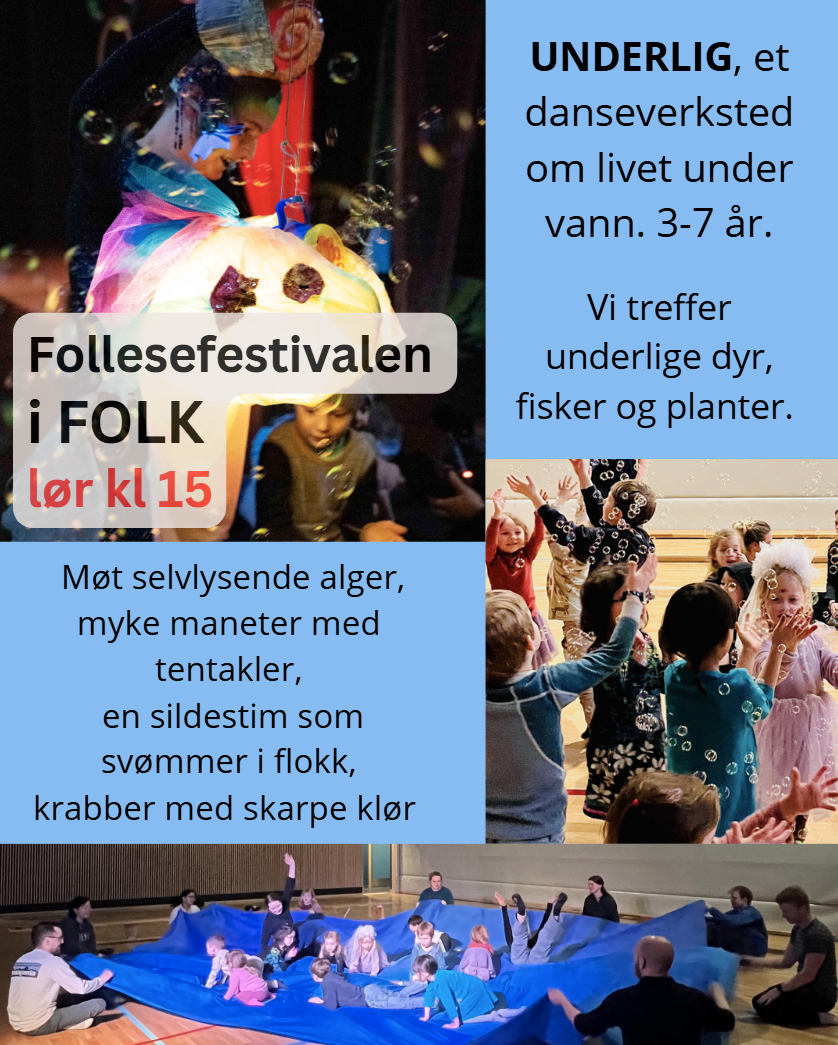 UNDERLIG, et
danseverksted
om livet under
vann. 3-7 år.
Vi treffer
underlige dyr,
fisker og planter.
Follesefestivalen
i FOLK
lør kl 15
Møt selvlysende alger,
myke maneter med
tentakler,
en sildestim som
svømmer i flokk,
krabber med skarpe klør